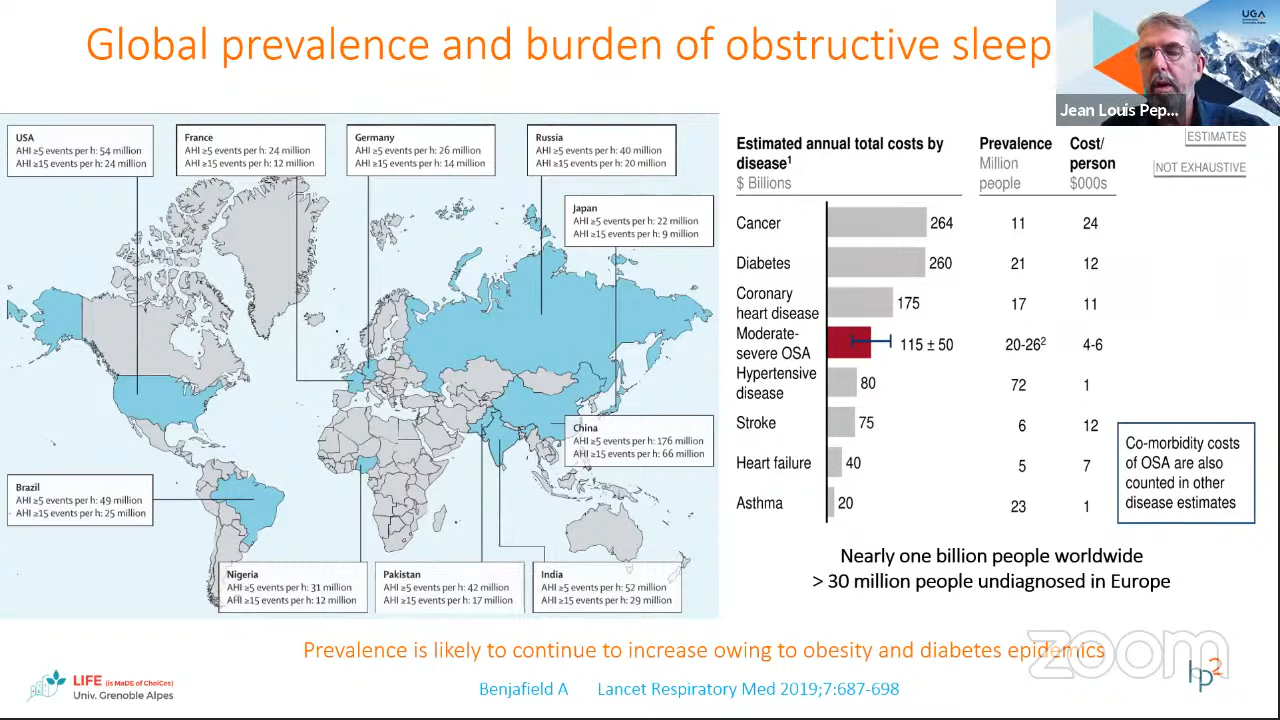 Global prevalence and burden of obstructive sleep
UGA
Jean Louis Pep...
USA
AHI ≥5 events per h: 54 million
AHI ≥15 events per h: 24 million
France
AHI ≥5 events per h: 24 million
AHI ≥15 events per h: 12 million
Germany
AHI ≥5 events per h: 26 million
AHI ≥15 events per h: 14 million
Russia
AHI ≥5 events per h: 40 million
AHI ≥15 events per h: 20 million
Japan
AHI ≥5 events per h: 22 million
AHI ≥15 events per h: 9 million
China
AHI ≥5 events per h: 176 million
AHI ≥15 events per h: 66 million
Brazil
AHI ≥5 events per h: 49 million
AHI ≥15 events per h: 25 million
Nigeria
AHI ≥5 events per h: 31 million
AHI ≥15 events per h: 12 million
Pakistan
AHI ≥5 events per h: 42 million
AHI ≥15 events per h: 17 million
India
AHI ≥5 events per h: 52 million
AHI ≥15 events per h: 29 million
Estimated annual total costs by disease¹
$ Billions
Prevalence
Million people
Cost/person
$000s
ESTIMATES
NOT EXHAUSTIVE
Cancer 264 11 24
Diabetes 260 21 12
Coronary heart disease 175 17 11
Moderate-severe OSA 115 ± 50 20-26² 4-6
Hypertensive disease 80 72 1
Stroke 75 6 12
Heart failure 40 5 7
Asthma 20 23 1
Co-morbidity costs
of OSA are also
counted in other
disease estimates
Nearly one billion people worldwide
> 30 million people undiagnosed in Europe
Prevalence is likely to continue to increase owing to obesity and diabetes epidemics
zoom
LIFE (is MaDE of ChoiCes)
Univ. Grenoble Alpes
Benjafield A Lancet Respiratory Med 2019;7:687-698
hp2